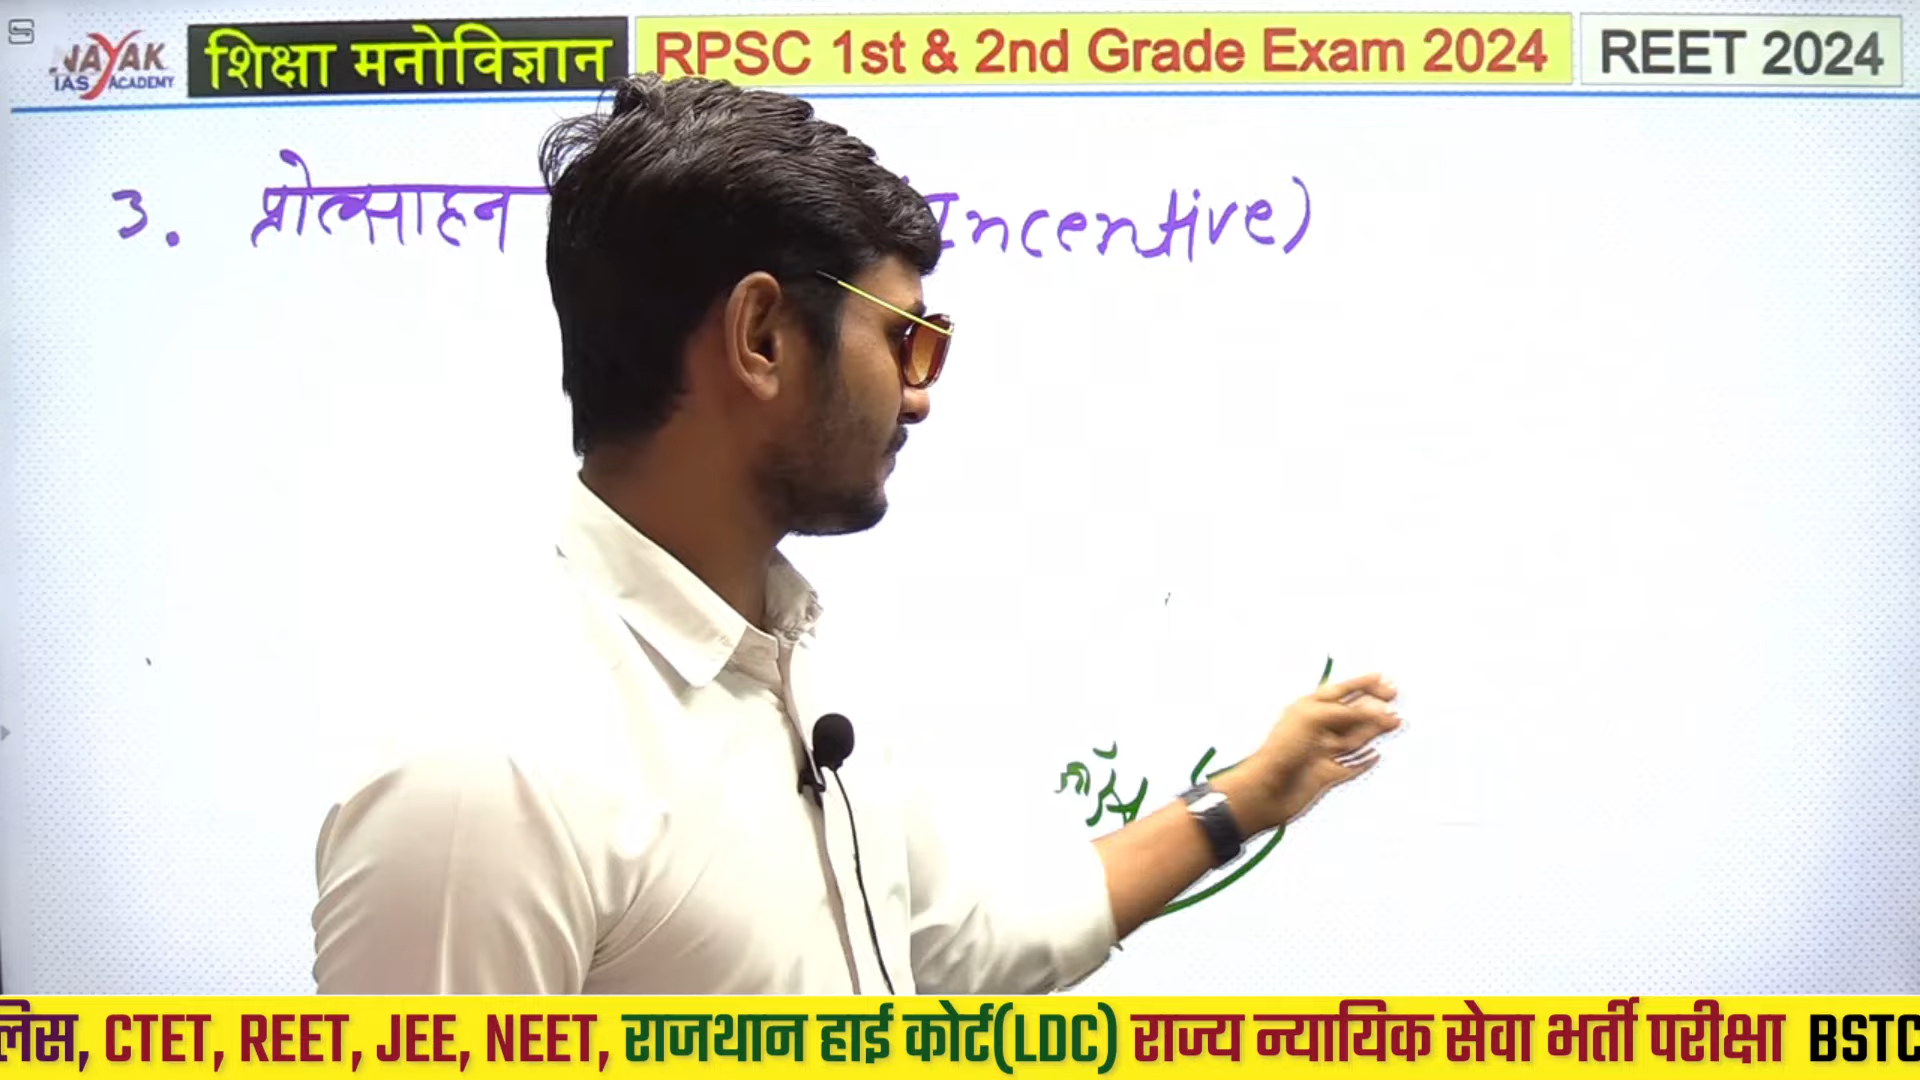 NAYAK
IAS ACADEMY
शिक्षा मनोविज्ञान
RPSC 1st & 2nd Grade Exam 2024
REET 2024
3. प्रोत्साहन (Incentive)
लिस, CTET, REET, JEE, NEET, राजथान हाई कोर्ट(LDC) राज्य न्यायिक सेवा भर्ती परीक्षा BSTC